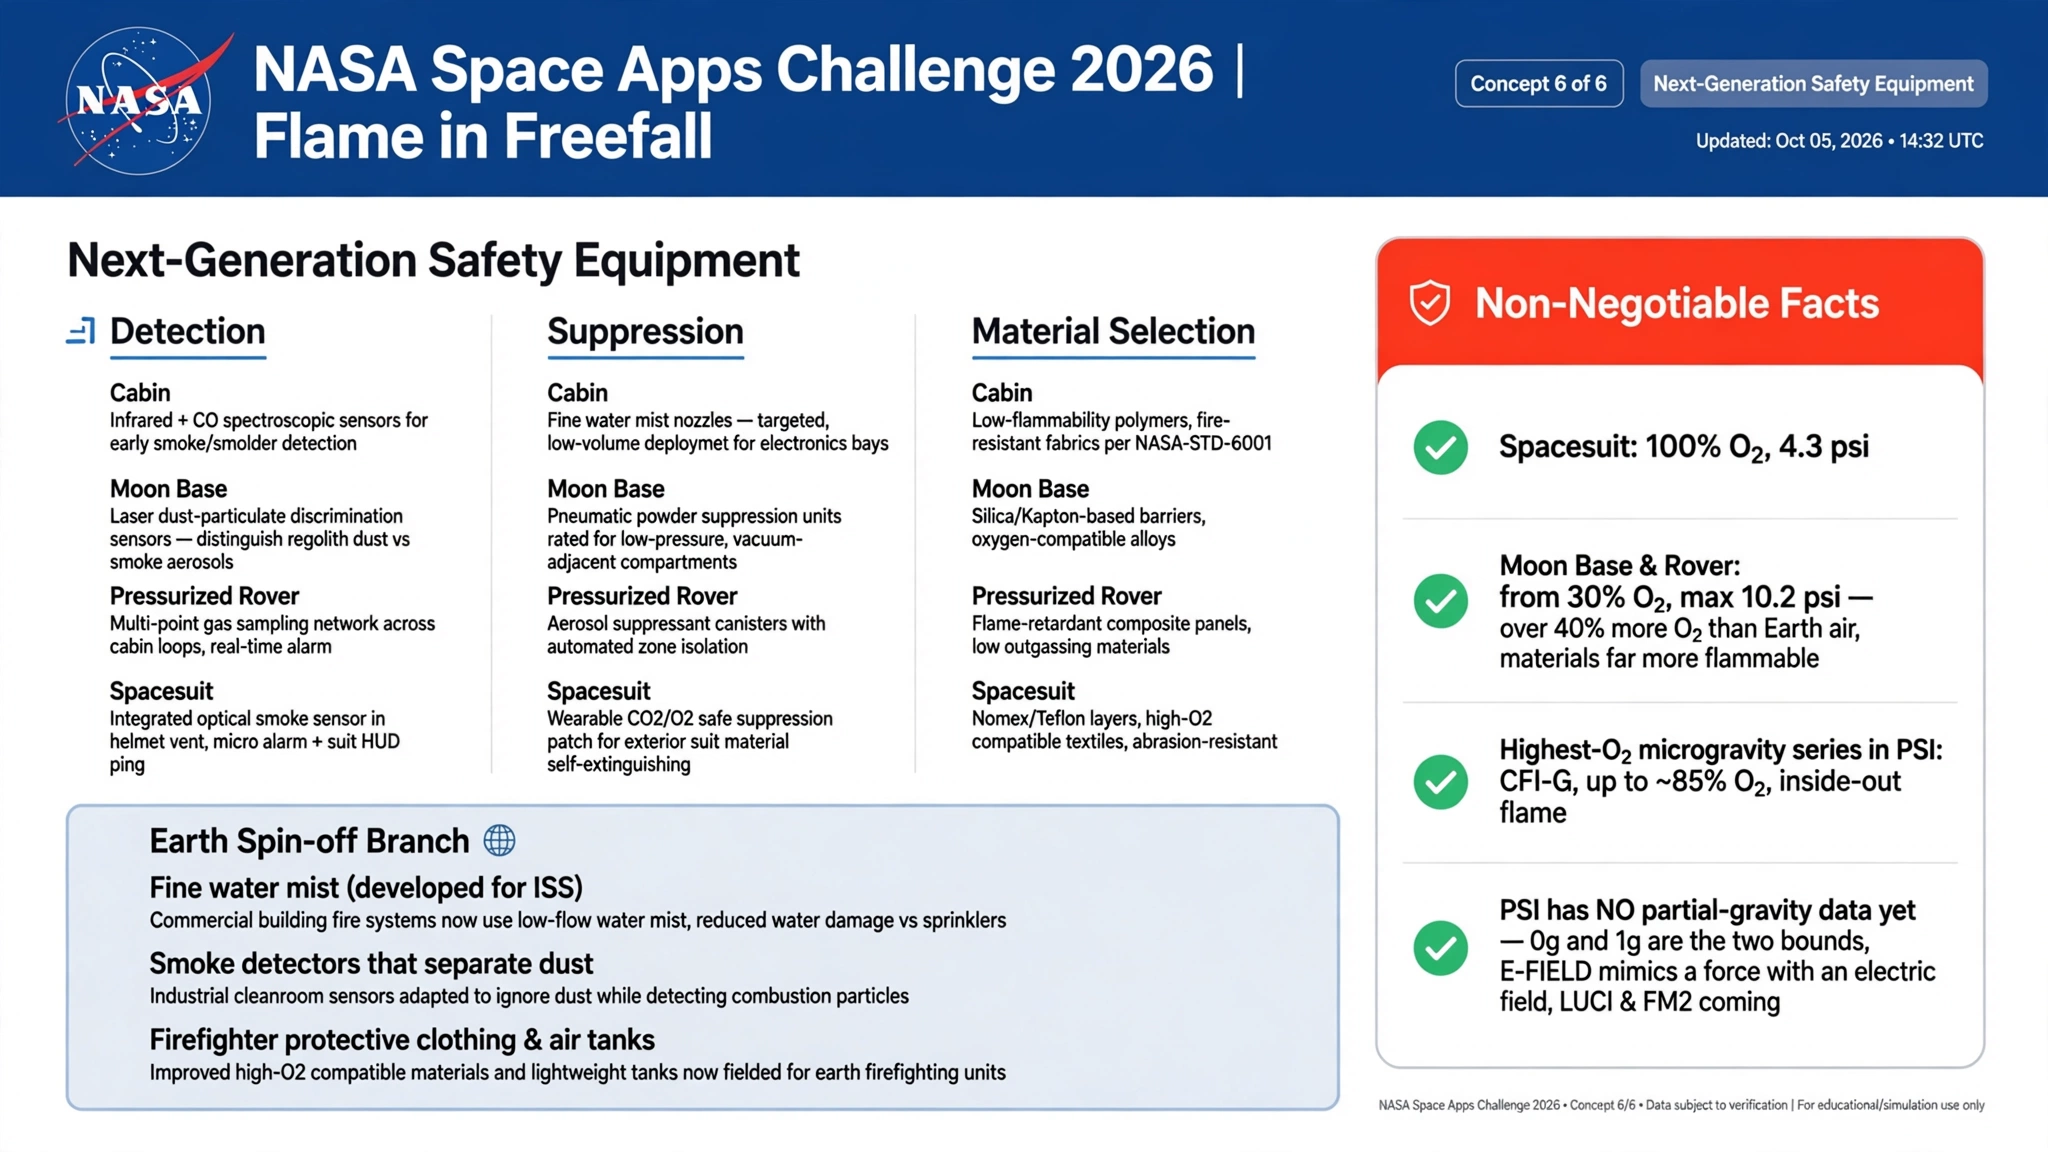 NASA
NASA Space Apps Challenge 2026 |
Flame in Freefall
Concept 6 of 6
Next-Generation Safety Equipment
Updated: Oct 05, 2026 • 14:32 UTC
Next-Generation Safety Equipment
Detection
Cabin
Infrared + CO spectroscopic sensors for
early smoke/smolder detection
Moon Base
Laser dust-particulate discrimination
sensors — distinguish regolith dust vs
smoke aerosols
Pressurized Rover
Multi-point gas sampling network across
cabin loops, real-time alarm
Spacesuit
Integrated optical smoke sensor in
helmet vent, micro alarm + suit HUD
ping
Suppression
Cabin
Fine water mist nozzles — targeted,
low-volume deploymet for electronics bays
Moon Base
Pneumatic powder suppression units
rated for low-pressure, vacuum-
adjacent compartments
Pressurized Rover
Aerosol suppressant canisters with
automated zone isolation
Spacesuit
Wearable CO2/O2 safe suppression
patch for exterior suit material
self-extinguishing
Material Selection
Cabin
Low-flammability polymers, fire-
resistant fabrics per NASA-STD-6001
Moon Base
Silica/Kapton-based barriers,
oxygen-compatible alloys
Pressurized Rover
Flame-retardant composite panels,
low outgassing materials
Spacesuit
Nomex/Teflon layers, high-O2
compatible textiles, abrasion-resistant
Earth Spin-off Branch
Fine water mist (developed for ISS)
Commercial building fire systems now use low-flow water mist, reduced water damage vs sprinklers
Smoke detectors that separate dust
Industrial cleanroom sensors adapted to ignore dust while detecting combustion particles
Firefighter protective clothing & air tanks
Improved high-O2 compatible materials and lightweight tanks now fielded for earth firefighting units
Non-Negotiable Facts
Spacesuit: 100% O₂, 4.3 psi
Moon Base & Rover:
from 30% O₂, max 10.2 psi —
over 40% more O₂ than Earth air,
materials far more flammable
Highest-O₂ microgravity series in PSI:
CFI-G, up to ~85% O₂, inside-out
flame
PSI has NO partial-gravity data yet
— 0g and 1g are the two bounds,
E-FIELD mimics a force with an electric
field, LUCI & FM2 coming
NASA Space Apps Challenge 2026 • Concept 6/6 • Data subject to verification | For educational/simulation use only